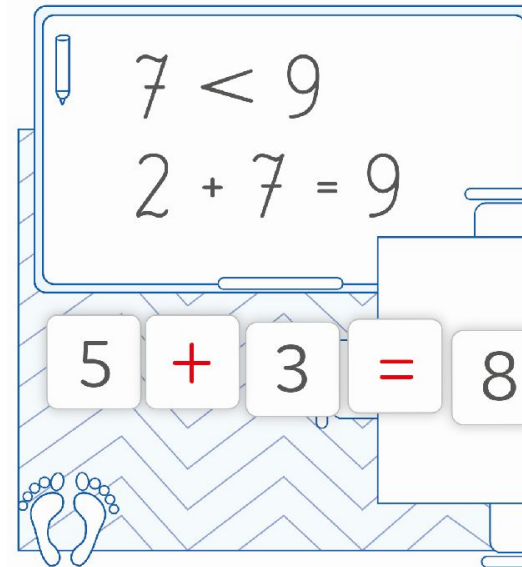 7 < 9
2 + 7 = 9
5 + 3 = 8